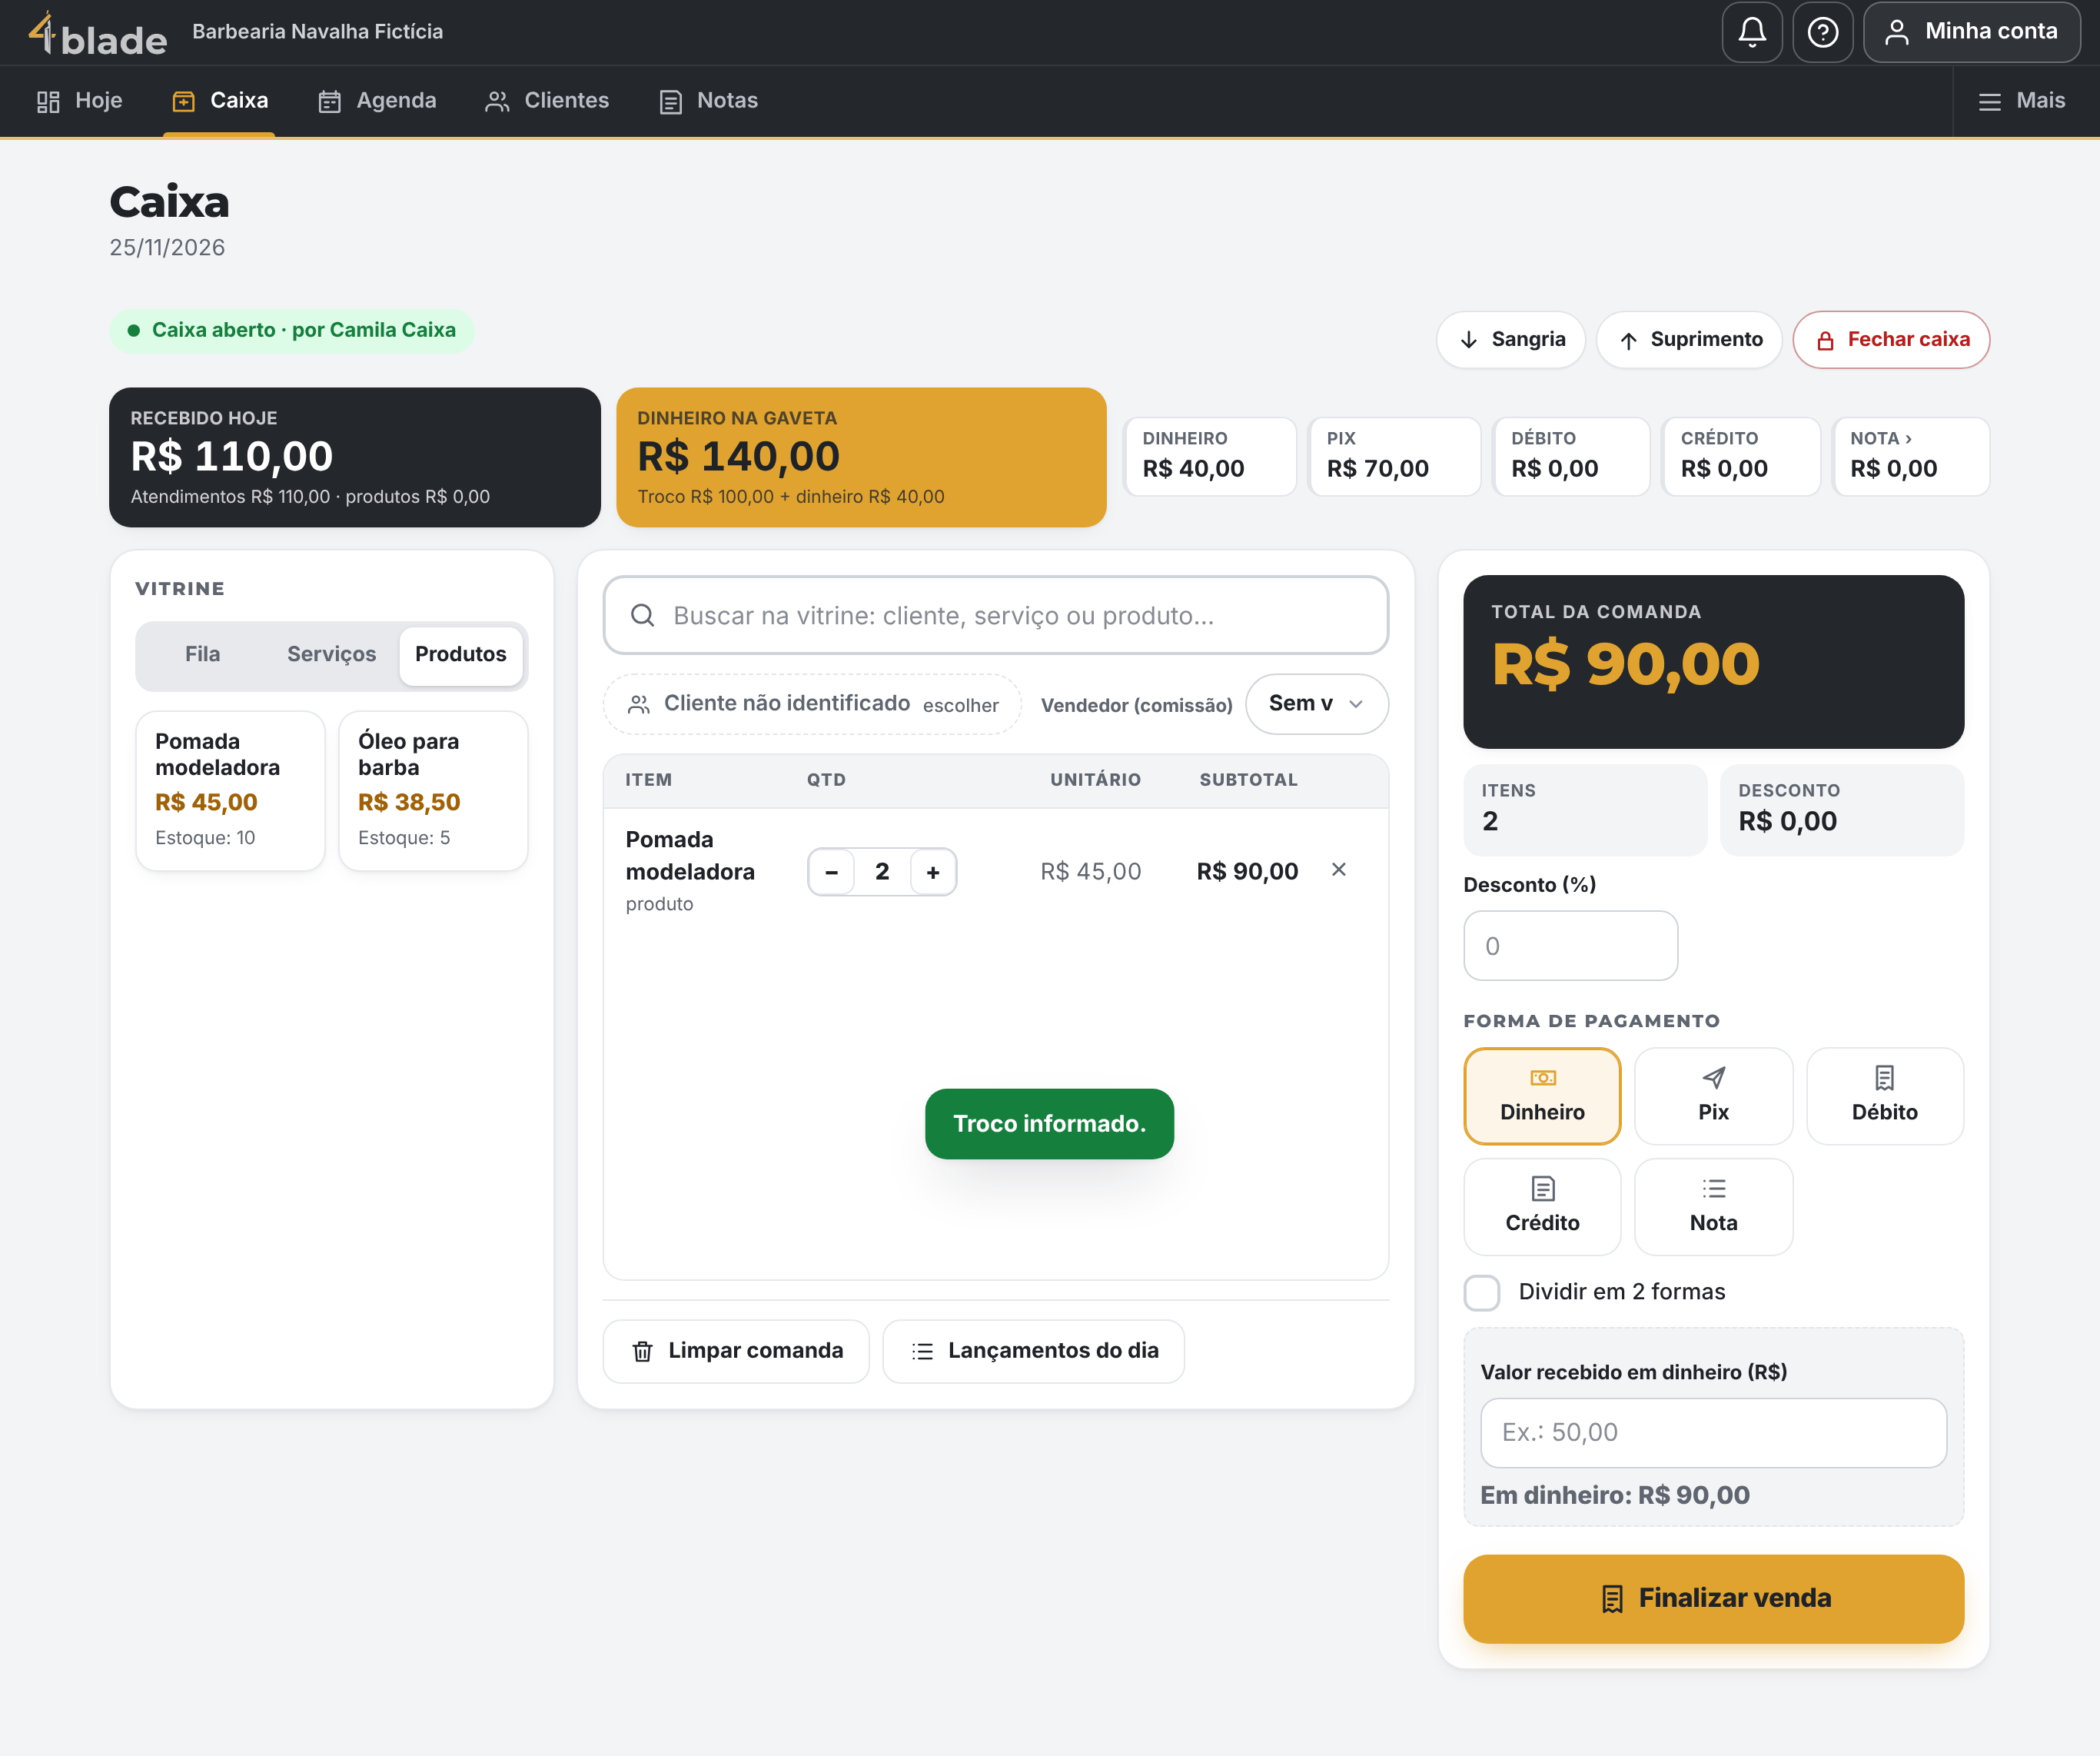 4blade
Barbearia Navalha Fictícia
Minha conta
Hoje
Caixa
Agenda
Clientes
Notas
Mais
Caixa
25/11/2026
Caixa aberto · por Camila Caixa
Sangria
Suprimento
Fechar caixa
RECEBIDO HOJE
R$ 110,00
Atendimentos R$ 110,00 · produtos R$ 0,00
DINHEIRO NA GAVETA
R$ 140,00
Troco R$ 100,00 + dinheiro R$ 40,00
DINHEIRO
R$ 40,00
PIX
R$ 70,00
DÉBITO
R$ 0,00
CRÉDITO
R$ 0,00
NOTA ›
R$ 0,00
VITRINE
Fila
Serviços
Produtos
Pomada
modeladora
R$ 45,00
Estoque: 10
Óleo para
barba
R$ 38,50
Estoque: 5
Buscar na vitrine: cliente, serviço ou produto...
Cliente não identificado escolher
Vendedor (comissão)
Sem v
ITEM QTD UNITÁRIO SUBTOTAL
Pomada
modeladora
produto
− 2 +
R$ 45,00
R$ 90,00
×
Troco informado.
Limpar comanda
Lançamentos do dia
TOTAL DA COMANDA
R$ 90,00
ITENS
2
DESCONTO
R$ 0,00
Desconto (%)
0
FORMA DE PAGAMENTO
Dinheiro
Pix
Débito
Crédito
Nota
Dividir em 2 formas
Valor recebido em dinheiro (R$)
Ex.: 50,00
Em dinheiro: R$ 90,00
Finalizar venda